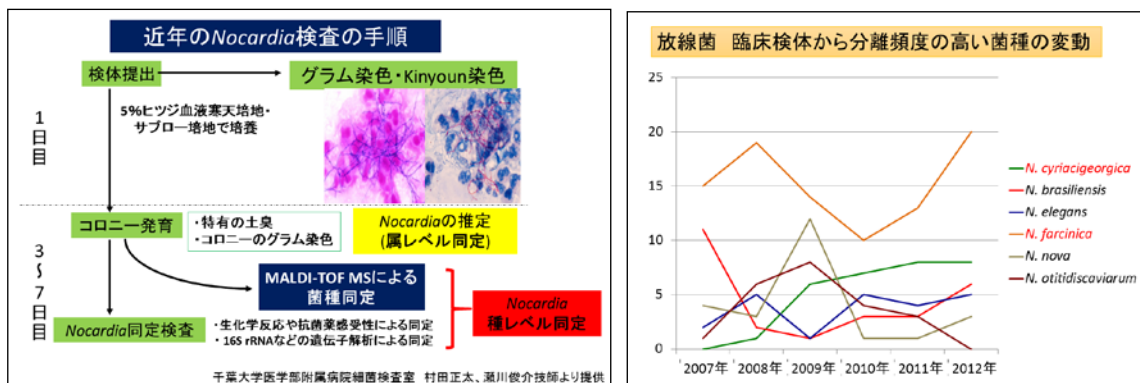 近年のNocardia検査の手順
検体提出
グラム染色・Kinyoun染色
5%ヒツジ血液寒天培地・
サブロー培地で培養
1日目
コロニー発育
・特有の土臭
・コロニーのグラム染色
Nocardiaの推定
(属レベル同定)
3～7日目
MALDI-TOF MSによる
菌種同定
Nocardia同定検査
・生化学反応や抗菌薬感受性による同定
・16S rRNAなどの遺伝子解析による同定
Nocardia
種レベル同定
千葉大学医学部附属病院細菌検査室 村田正太、瀬川俊介技師より提供
放線菌 臨床検体から分離頻度の高い菌種の変動
25
20
15
10
5
0
2007年 2008年 2009年 2010年 2011年 2012年
N. cyriacigeorgica
N. brasiliensis
N. elegans
N. farcinica
N. nova
N. otitidiscaviarum